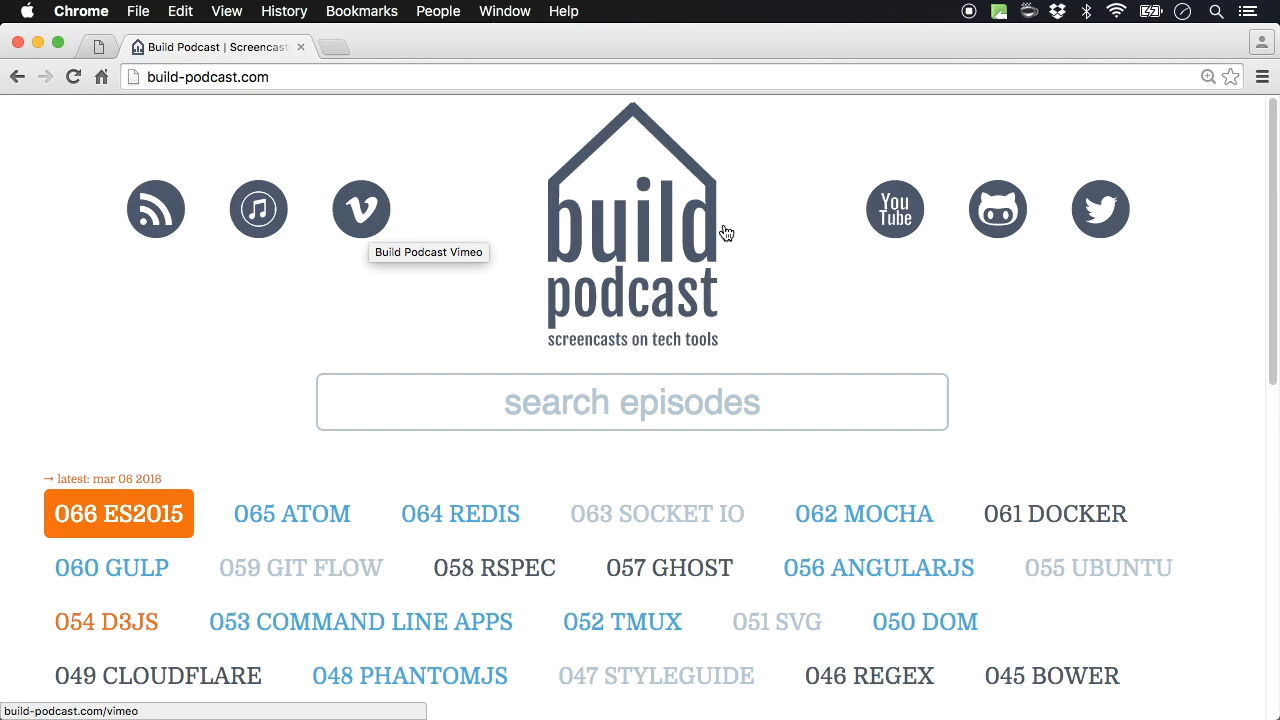 Chrome File Edit View History Bookmarks People Window Help
Build Podcast | Screencast
build-podcast.com
build
podcast
screencasts on tech tools
You
Tube
Build Podcast Vimeo
search episodes
→ latest: mar 06 2016
066 ES2015 065 ATOM 064 REDIS 063 SOCKET IO 062 MOCHA 061 DOCKER
060 GULP 059 GIT FLOW 058 RSPEC 057 GHOST 056 ANGULARJS 055 UBUNTU
054 D3JS 053 COMMAND LINE APPS 052 TMUX 051 SVG 050 DOM
049 CLOUDFLARE 048 PHANTOMJS 047 STYLEGUIDE 046 REGEX 045 BOWER
build-podcast.com/vimeo